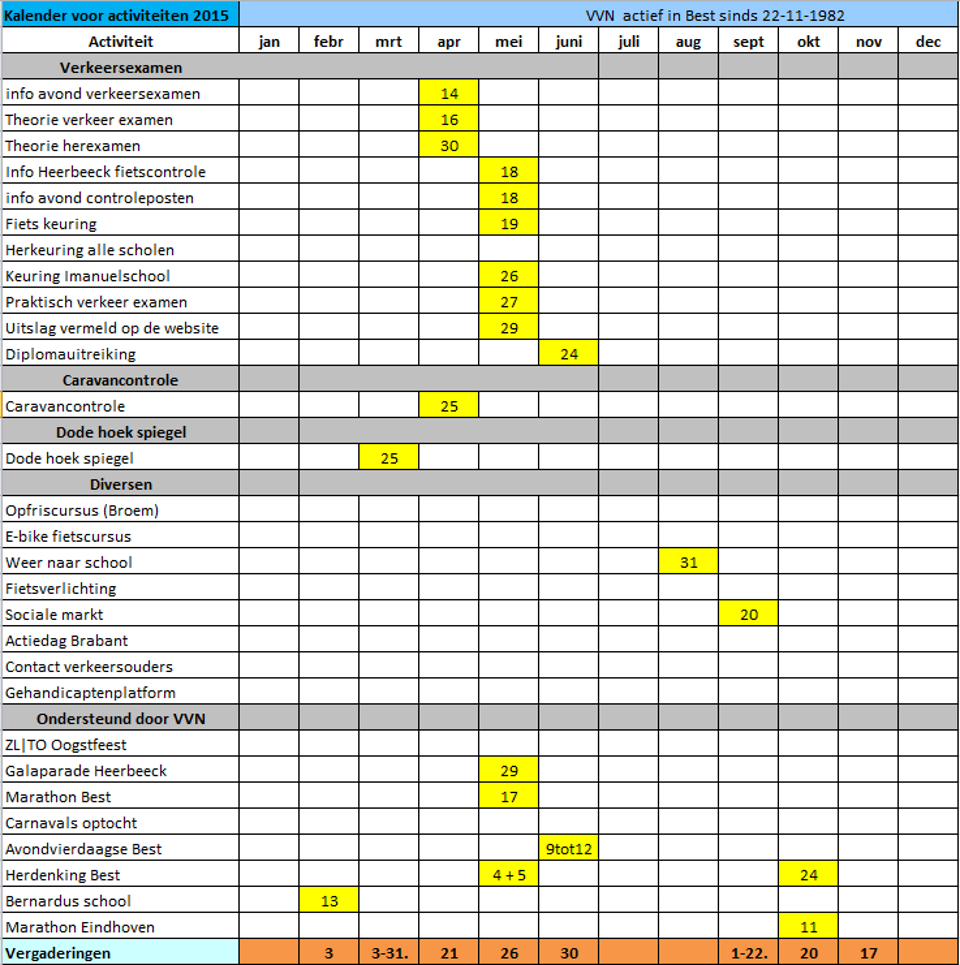 Kalender voor activiteiten 2015 VVN actief in Best sinds 22-11-1982
Activiteit jan febr mrt apr mei juni juli aug sept okt nov dec
Verkeersexamen
info avond verkeersexamen 14
Theorie verkeer examen 16
Theorie herexamen 30
Info Heerbeeck fietscontrole 18
info avond controleposten 18
Fiets keuring 19
Herkeuring alle scholen
Keuring Imanuelschool 26
Praktisch verkeer examen 27
Uitslag vermeld op de website 29
Diplomauitreiking 24
Caravancontrole
Caravancontrole 25
Dode hoek spiegel
Dode hoek spiegel 25
Diversen
Opfriscursus (Broem)
E-bike fietscursus
Weer naar school 31
Fietsverlichting
Sociale markt 20
Actiedag Brabant
Contact verkeersouders
Gehandicaptenplatform
Ondersteund door VVN
ZL|TO Oogstfeest
Galaparade Heerbeeck 29
Marathon Best 17
Carnavals optocht
Avondvierdaagse Best 9tot12
Herdenking Best 4 + 5 24
Bernardus school 13
Marathon Eindhoven 11
Vergaderingen 3 3-31. 21 26 30 1-22. 20 17